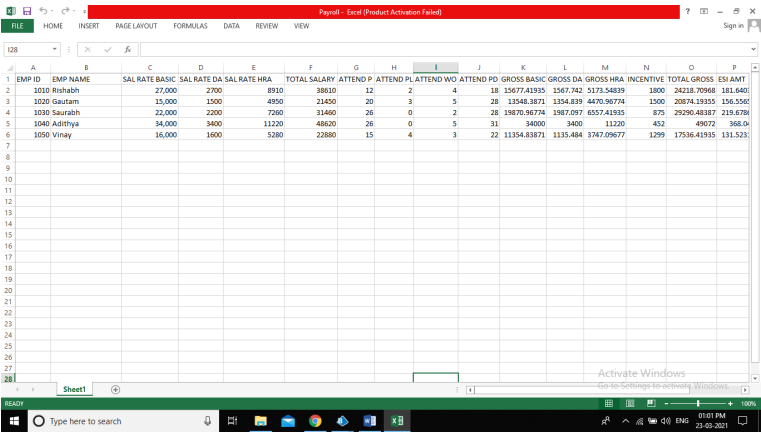 Payroll - Excel (Product Activation Failed)
FILE HOME INSERT PAGE LAYOUT FORMULAS DATA REVIEW VIEW Sign in
I28 fx
A B C D E F G H I J K L M N O P
1 EMP ID EMP NAME SAL RATE BASIC SAL RATE DA SAL RATE HRA TOTAL SALARY ATTEND P ATTEND PL ATTEND WO ATTEND PD GROSS BASIC GROSS DA GROSS HRA INCENTIVE TOTAL GROSS ESI AMT
2 1010 Rishabh 27,000 2700 8910 38610 12 2 4 18 15677.41935 1567.742 5173.54839 1800 24218.70968 181.640
3 1020 Gautam 15,000 1500 4950 21450 20 3 5 28 13548.3871 1354.839 4470.96774 1500 20874.19355 156.556
4 1030 Saurabh 22,000 2200 7260 31460 26 0 2 28 19870.96774 1987.097 6557.41935 875 29290.48387 219.678
5 1040 Adithya 34,000 3400 11220 48620 26 0 5 31 34000 3400 11220 452 49072 368.04
6 1050 Vinay 16,000 1600 5280 22880 15 4 3 22 11354.83871 1135.484 3747.09677 1299 17536.41935 131.523
7
8
9
10
11
12
13
14
15
16
17
18
19
20
21
22
23
24
25
26
27
28
Activate Windows
Go to Settings to activate Windows.
Sheet1
READY 100%
Type here to search
ENG 01:01 PM
23-03-2021